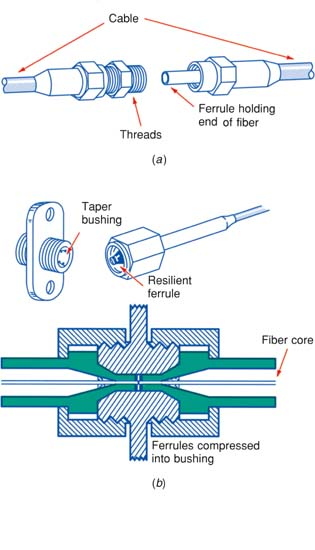 Cable
Ferrule holding
end of fiber
Threads
(a)
Taper
bushing
Resilient
ferrule
Fiber core
Ferrules compressed
into bushing
(b)